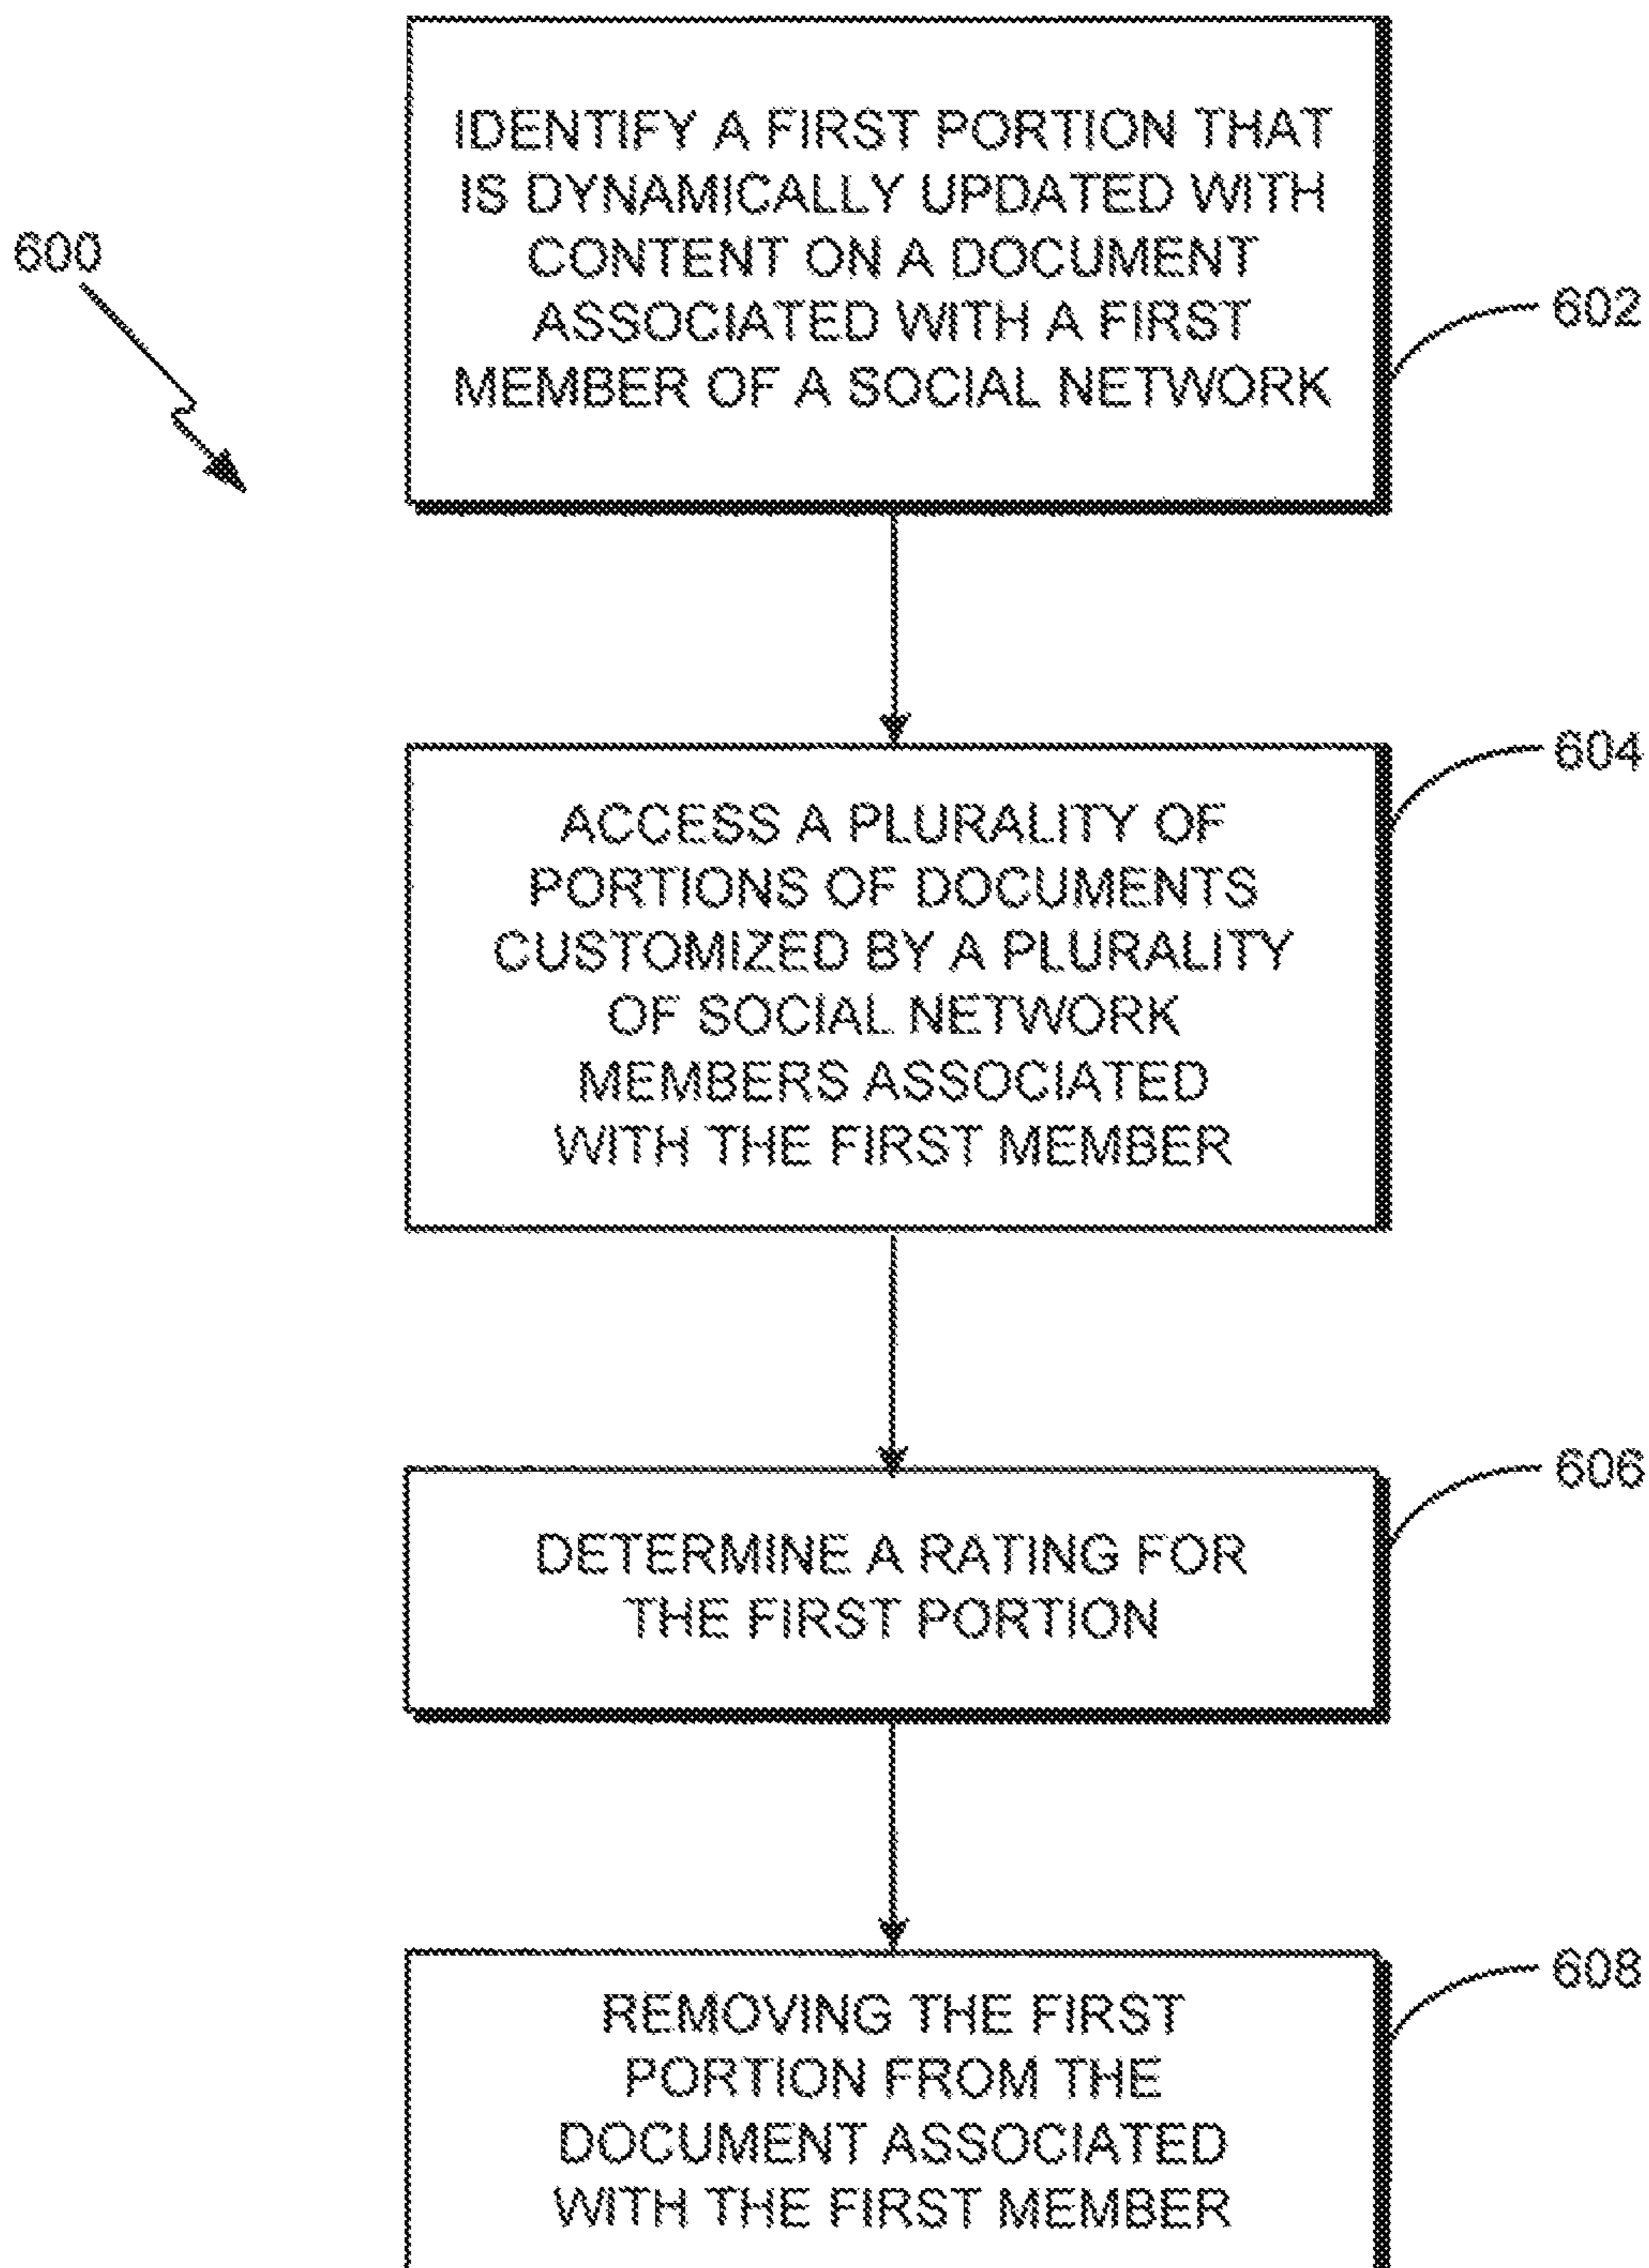 600
IDENTIFY A FIRST PORTION THAT
IS DYNAMICALLY UPDATED WITH
CONTENT ON A DOCUMENT
ASSOCIATED WITH A FIRST
MEMBER OF A SOCIAL NETWORK
602
ACCESS A PLURALITY OF
PORTIONS OF DOCUMENTS
CUSTOMIZED BY A PLURALITY
OF SOCIAL NETWORK
MEMBERS ASSOCIATED
WITH THE FIRST MEMBER
604
DETERMINE A RATING FOR
THE FIRST PORTION
606
REMOVING THE FIRST
PORTION FROM THE
DOCUMENT ASSOCIATED
WITH THE FIRST MEMBER
608